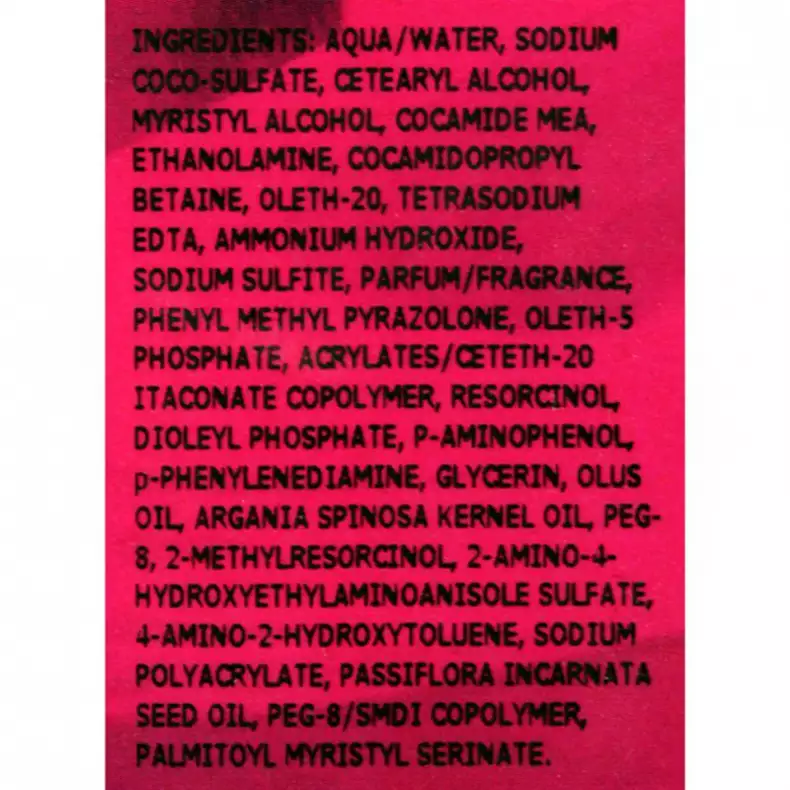 INGREDIENTS: AQUA/WATER, SODIUM
COCO-SULFATE, CETEARYL ALCOHOL,
MYRISTYL ALCOHOL, COCAMIDE MEA,
ETHANOLAMINE, COCAMIDOPROPYL
BETAINE, OLETH-20, TETRASODIUM
EDTA, AMMONIUM HYDROXIDE,
SODIUM SULFITE, PARFUM/FRAGRANCE,
PHENYL METHYL PYRAZOLONE, OLETH-5
PHOSPHATE, ACRYLATES/CETETH-20
ITACONATE COPOLYMER, RESORCINOL,
DIOLEYL PHOSPHATE, P-AMINOPHENOL,
p-PHENYLENEDIAMINE, GLYCERIN, OLUS
OIL, ARGANIA SPINOSA KERNEL OIL, PEG-
8, 2-METHYLRESORCINOL, 2-AMINO-4-
HYDROXYETHYLAMINOANISOLE SULFATE,
4-AMINO-2-HYDROXYTOLUENE, SODIUM
POLYACRYLATE, PASSIFLORA INCARNATA
SEED OIL, PEG-8/SMDI COPOLYMER,
PALMITOYL MYRISTYL SERINATE.